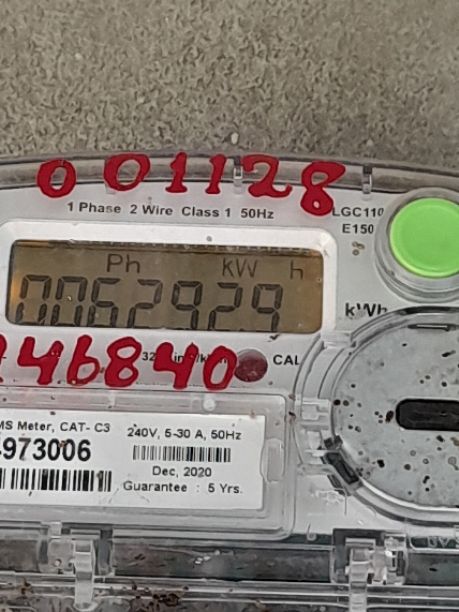 001128
1 Phase 2 Wire Class 1 50Hz
LGC110
E150
Ph kW h
0062929
kWh
46840
CAL
MS Meter, CAT- C3
973006
240V, 5-30 A, 50Hz
Dec, 2020
Guarantee : 5 Yrs.